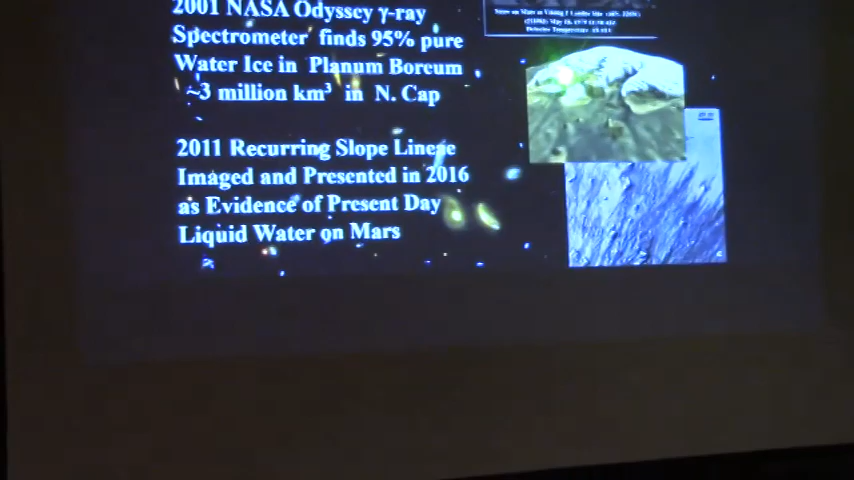 2001 NASA Odyssey γ-ray
Spectrometer finds 95% pure
Water Ice in Planum Boreum
~3 million km³ in N. Cap
2011 Recurring Slope Lineae
Imaged and Presented in 2016
as Evidence of Present Day
Liquid Water on Mars